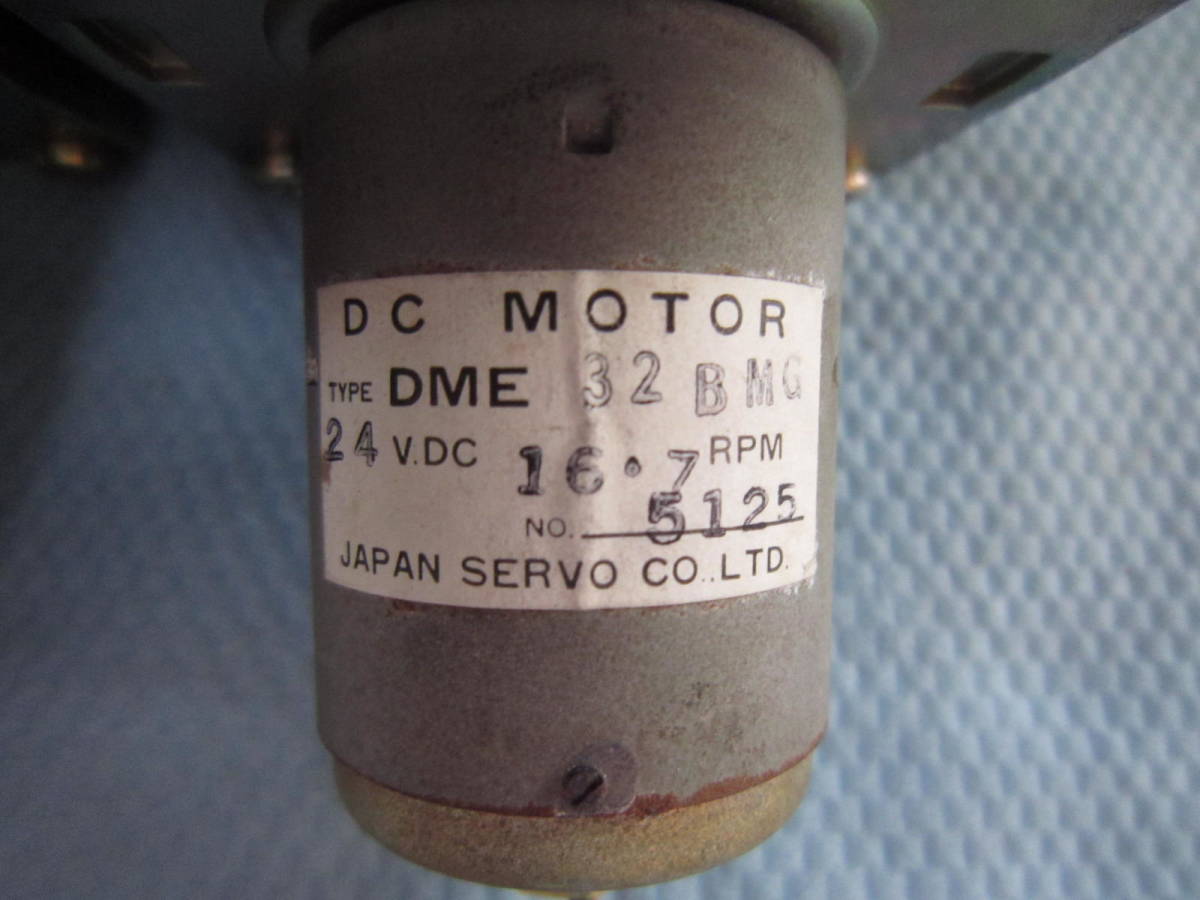 DC MOTOR
TYPE DME 32 BMG
24 V.DC 16.7 RPM
NO. 5125
JAPAN SERVO CO.,LTD.